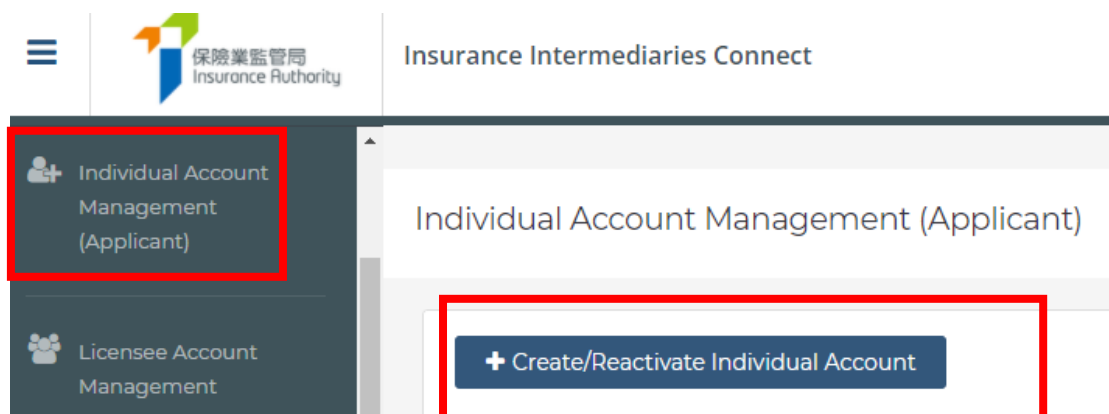 保險業監管局
Insurance Authority
Insurance Intermediaries Connect
Individual Account
Management
(Applicant)
Licensee Account
Management
Individual Account Management (Applicant)
+ Create/Reactivate Individual Account